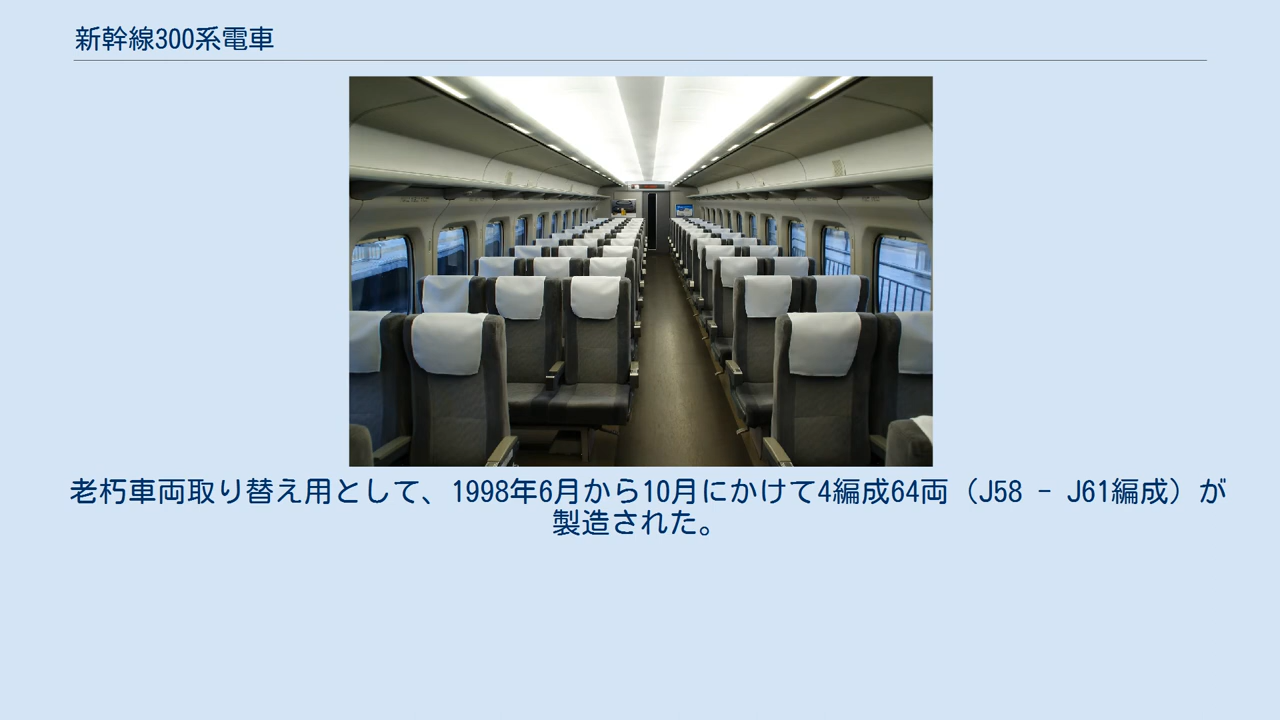 新幹線300系電車
老朽車両取り替え用として、1998年6月から10月にかけて4編成64両（J58 - J61編成）が
製造された。